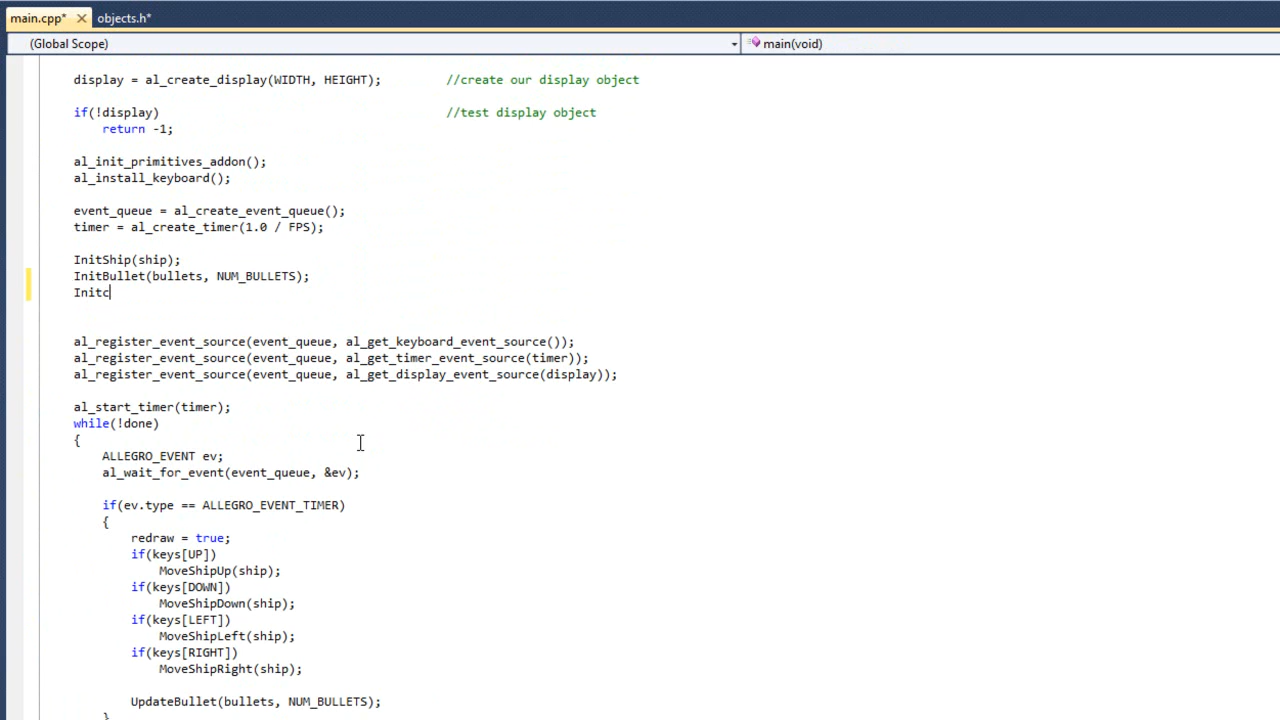 main.cpp* objects.h*
(Global Scope) main(void)
display = al_create_display(WIDTH, HEIGHT); //create our display object
if(!display) //test display object
return -1;
al_init_primitives_addon();
al_install_keyboard();
event_queue = al_create_event_queue();
timer = al_create_timer(1.0 / FPS);
InitShip(ship);
InitBullet(bullets, NUM_BULLETS);
Initc
al_register_event_source(event_queue, al_get_keyboard_event_source());
al_register_event_source(event_queue, al_get_timer_event_source(timer));
al_register_event_source(event_queue, al_get_display_event_source(display));
al_start_timer(timer);
while(!done)
{
ALLEGRO_EVENT ev;
al_wait_for_event(event_queue, &ev);
if(ev.type == ALLEGRO_EVENT_TIMER)
{
redraw = true;
if(keys[UP])
MoveShipUp(ship);
if(keys[DOWN])
MoveShipDown(ship);
if(keys[LEFT])
MoveShipLeft(ship);
if(keys[RIGHT])
MoveShipRight(ship);
UpdateBullet(bullets, NUM_BULLETS);
}